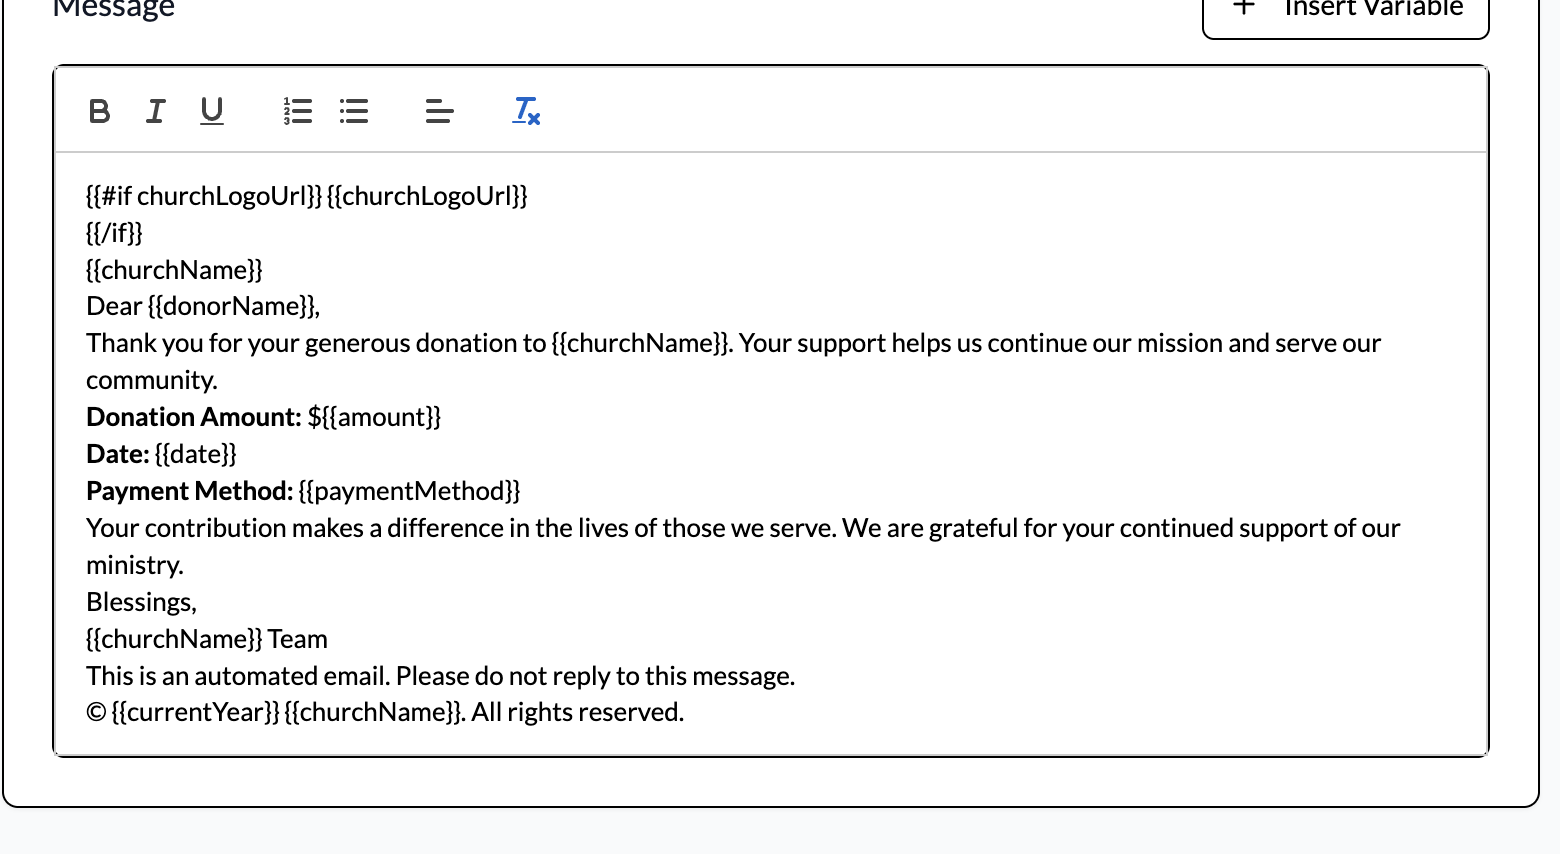 Message
+ Insert Variable
B I U
{{#if churchLogoUrl}} {{churchLogoUrl}}
{{/if}}
{{churchName}}
Dear {{donorName}},
Thank you for your generous donation to {{churchName}}. Your support helps us continue our mission and serve our
community.
Donation Amount: ${{amount}}
Date: {{date}}
Payment Method: {{paymentMethod}}
Your contribution makes a difference in the lives of those we serve. We are grateful for your continued support of our
ministry.
Blessings,
{{churchName}} Team
This is an automated email. Please do not reply to this message.
© {{currentYear}} {{churchName}}. All rights reserved.